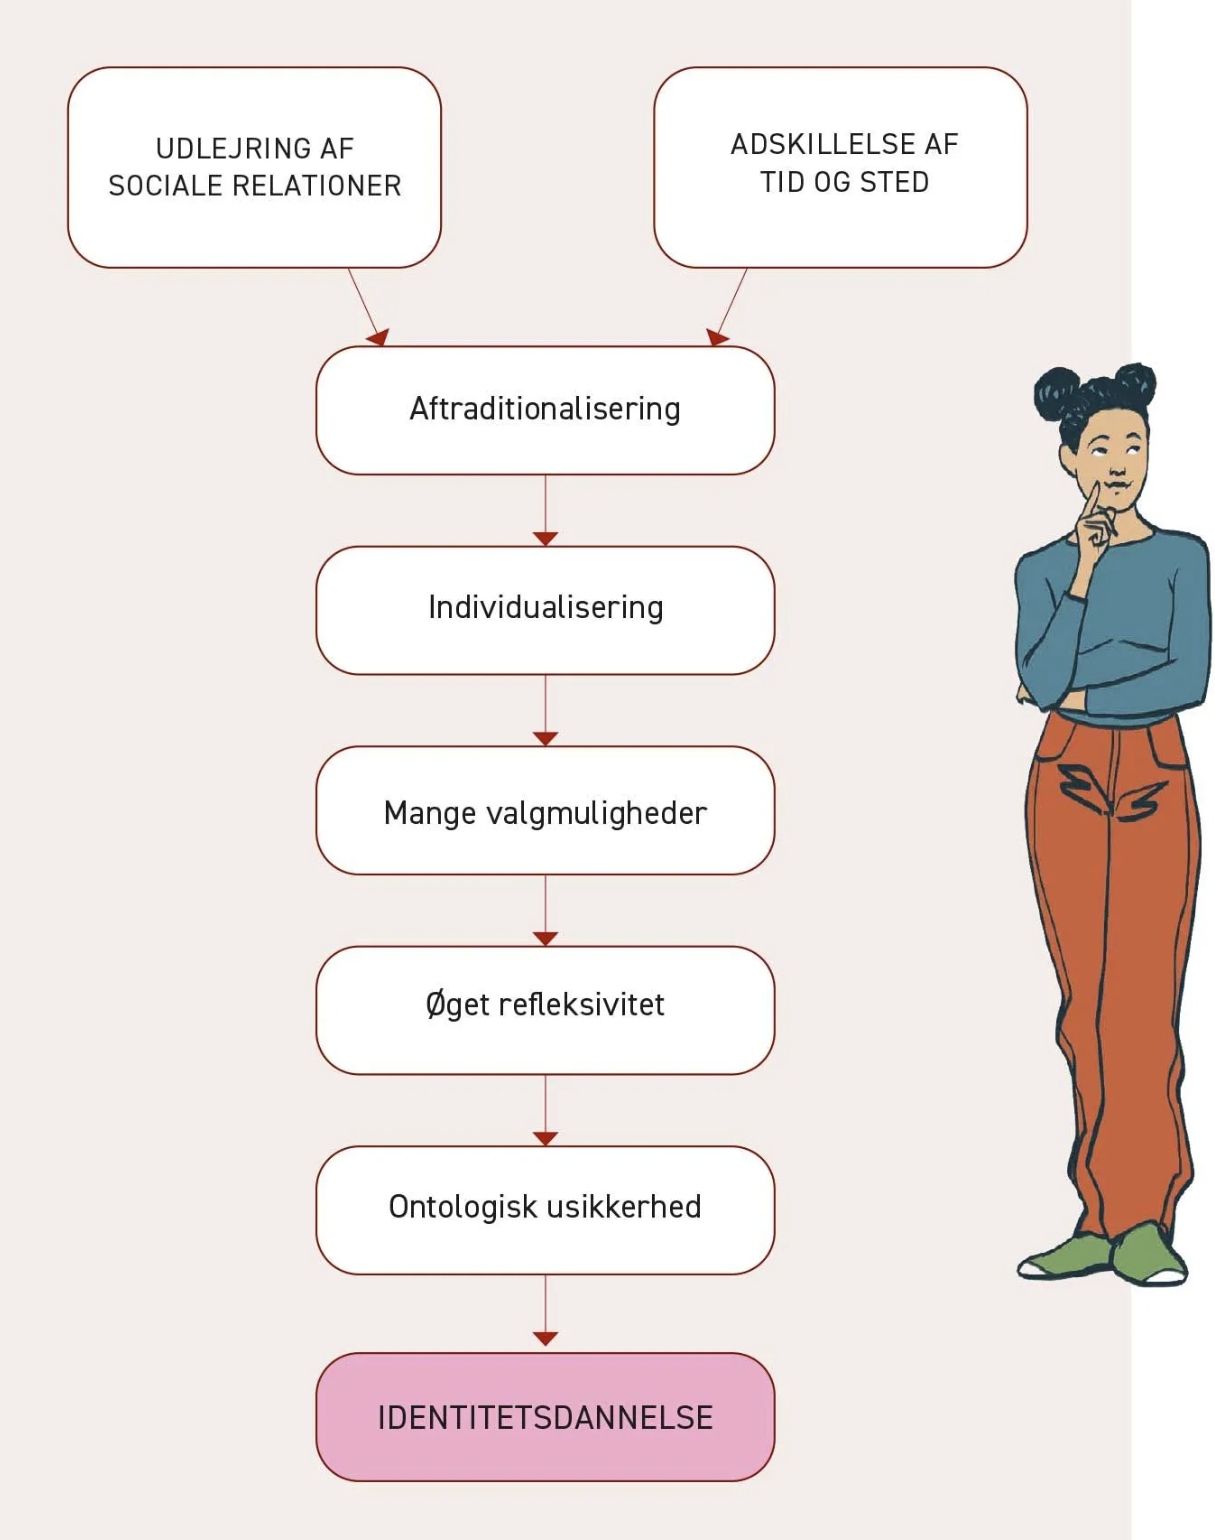 UDLEJRING AF
SOCIALE RELATIONER
ADSKILLELSE AF
TID OG STED
Aftraditionalisering
Individualisering
Mange valgmuligheder
Øget refleksivitet
Ontologisk usikkerhed
IDENTITETSDANNELSE